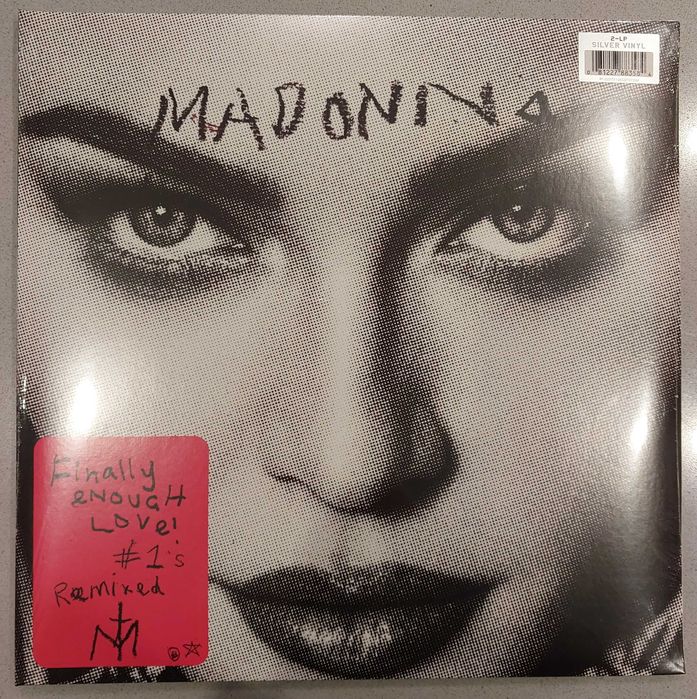 2-LP
SILVER VINYL
MADONNA
Finally
ENOUGH
LOVE!
#1's
Remixed
M